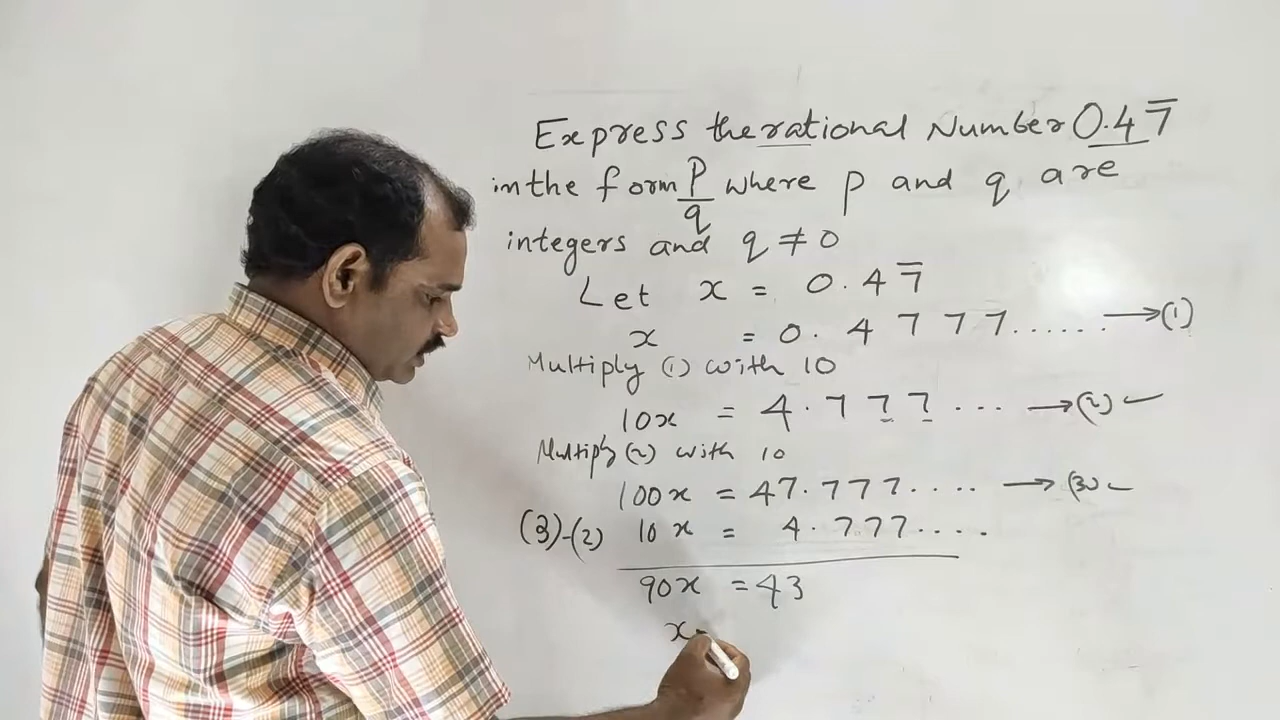 Express the rational Number 0.47̅
in the form P/q where p and q are
integers and q ≠ 0
Let x = 0.47̅
x = 0.4777...... →(1)
Multiply (1) with 10
10x = 4.777... →(2)
Multiply (2) with 10
100x = 47.777.... →(3)
(3)-(2) 10x = 4.777....
90x = 43
x =